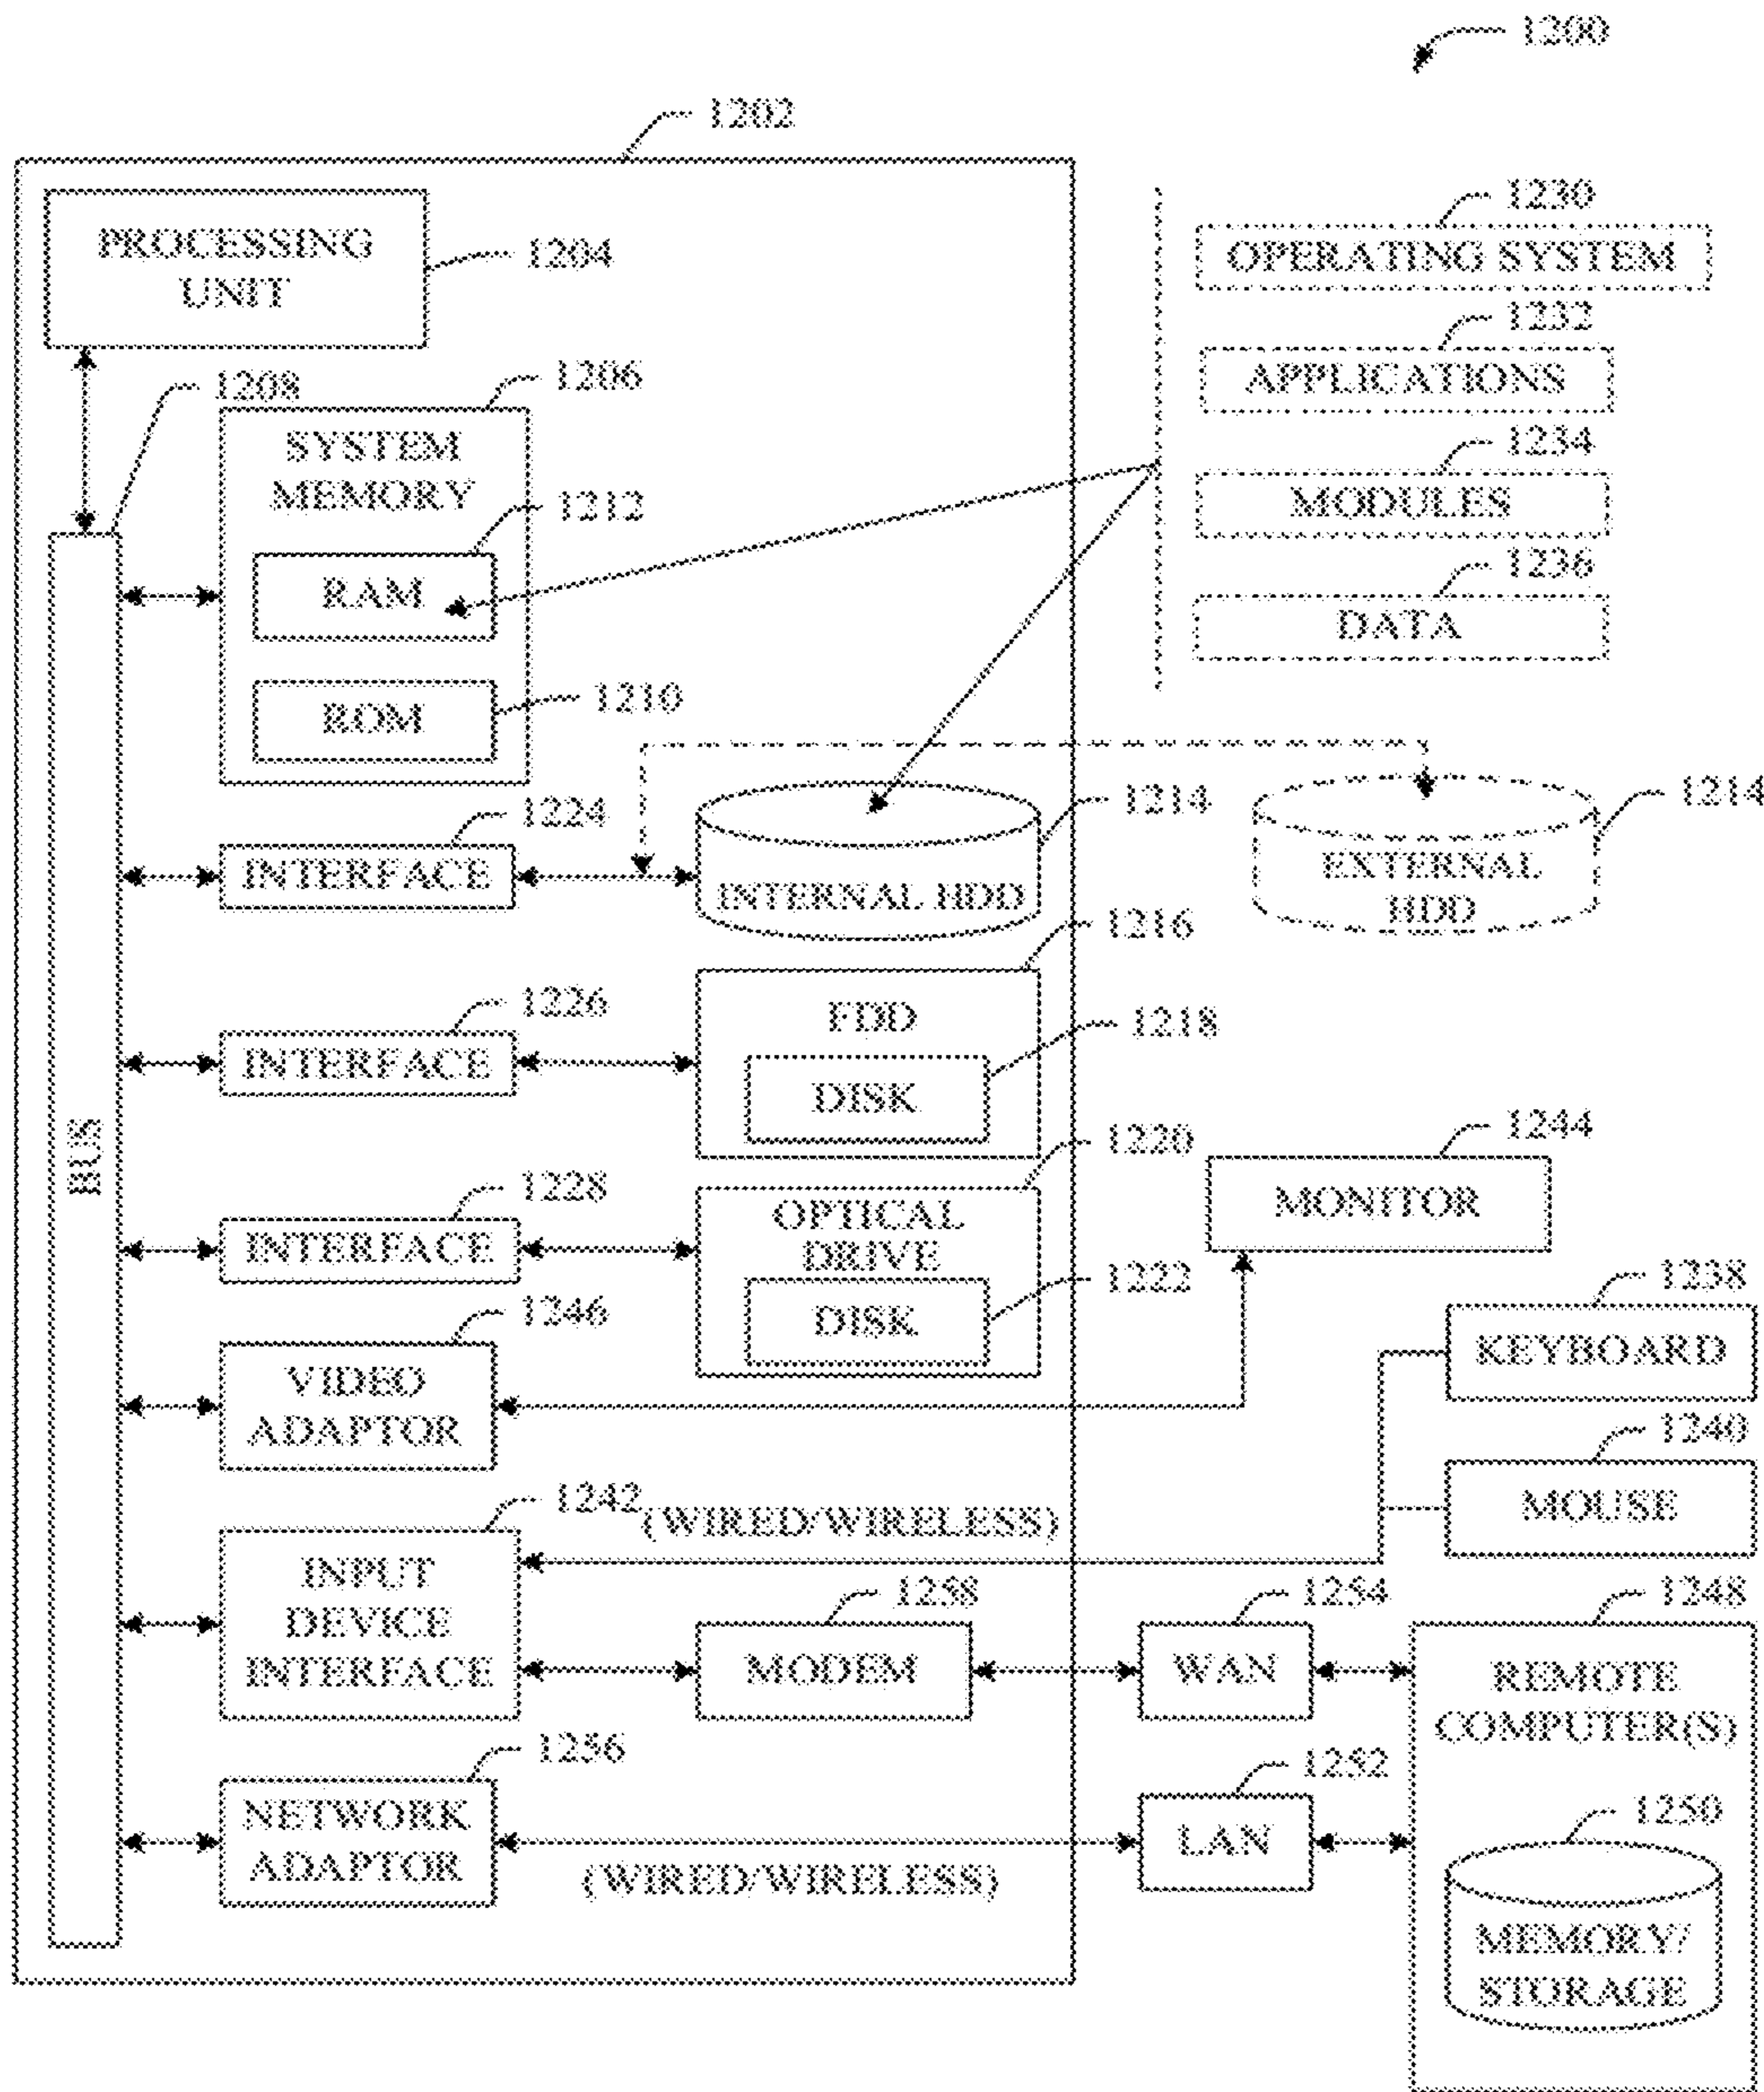 1200
1202
PROCESSING
UNIT
1204
1208
1206
SYSTEM
MEMORY
1212
RAM
ROM
1210
1230
OPERATING SYSTEM
1232
APPLICATIONS
1234
MODULES
1236
DATA
1224
INTERFACE
INTERNAL HDD
1214
EXTERNAL
HDD
1214
1226
INTERFACE
1216
FDD
1218
DISK
BUS
1228
INTERFACE
1220
OPTICAL
DRIVE
1222
DISK
1244
MONITOR
1246
VIDEO
ADAPTOR
1238
KEYBOARD
1240
MOUSE
1242
(WIRED/WIRELESS)
INPUT
DEVICE
INTERFACE
1258
MODEM
1254
WAN
1248
REMOTE
COMPUTER(S)
1256
NETWORK
ADAPTOR
(WIRED/WIRELESS)
1252
LAN
1250
MEMORY/
STORAGE